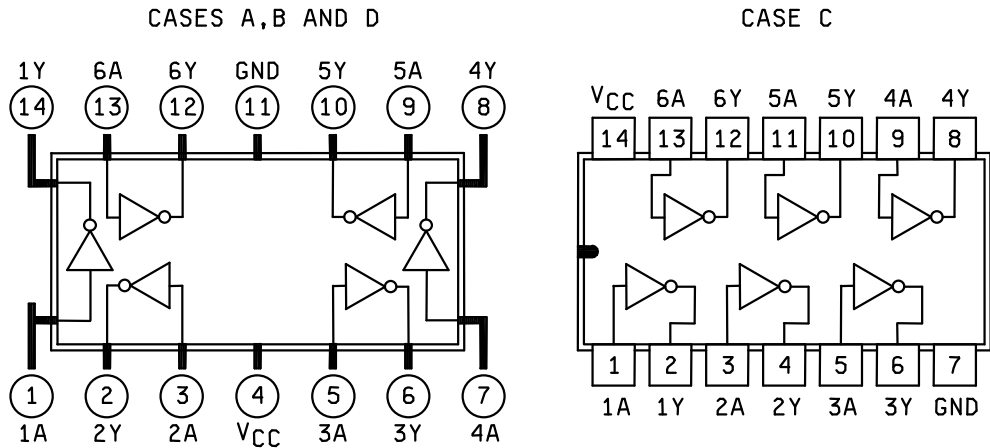 CASES A,B AND D
1Y 6A 6Y GND 5Y 5A 4Y
14 13 12 11 10 9 8
1 2 3 4 5 6 7
1A 2Y 2A VCC 3A 3Y 4A
CASE C
VCC 6A 6Y 5A 5Y 4A 4Y
14 13 12 11 10 9 8
1 2 3 4 5 6 7
1A 1Y 2A 2Y 3A 3Y GND